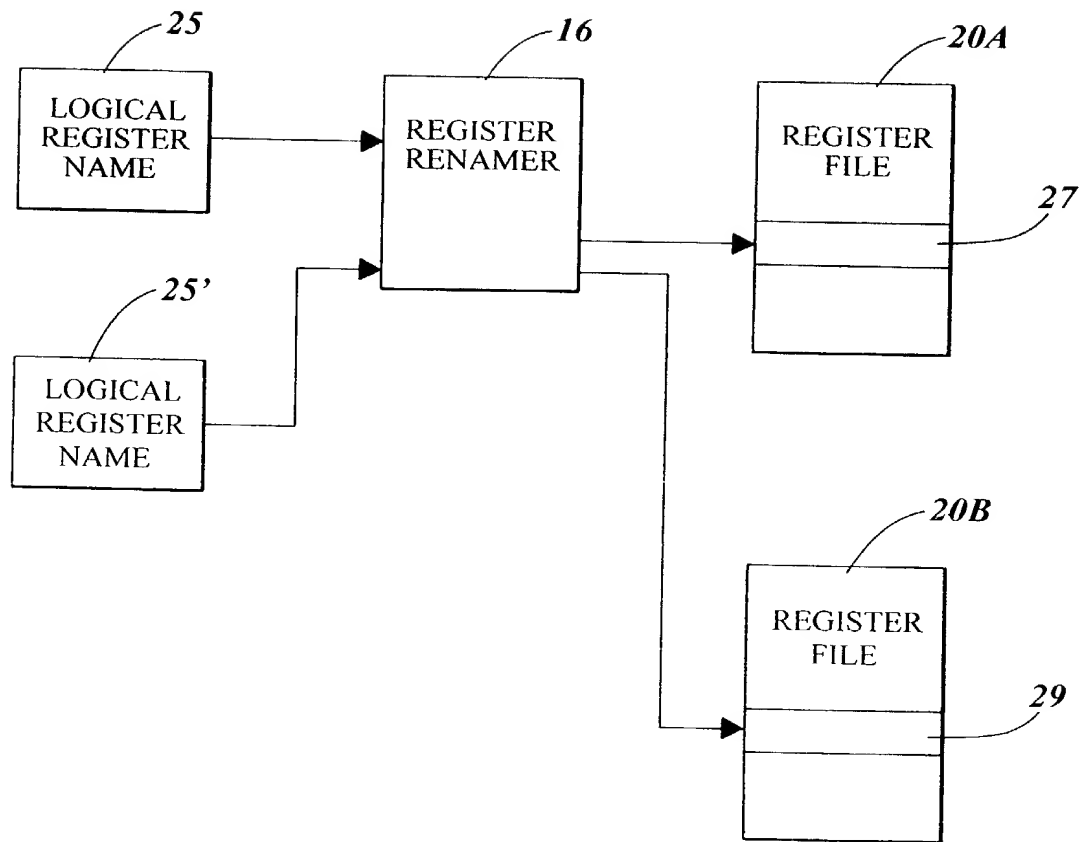 25
LOGICAL
REGISTER
NAME
16
REGISTER
RENAMER
20A
REGISTER
FILE
27
25’
LOGICAL
REGISTER
NAME
20B
REGISTER
FILE
29